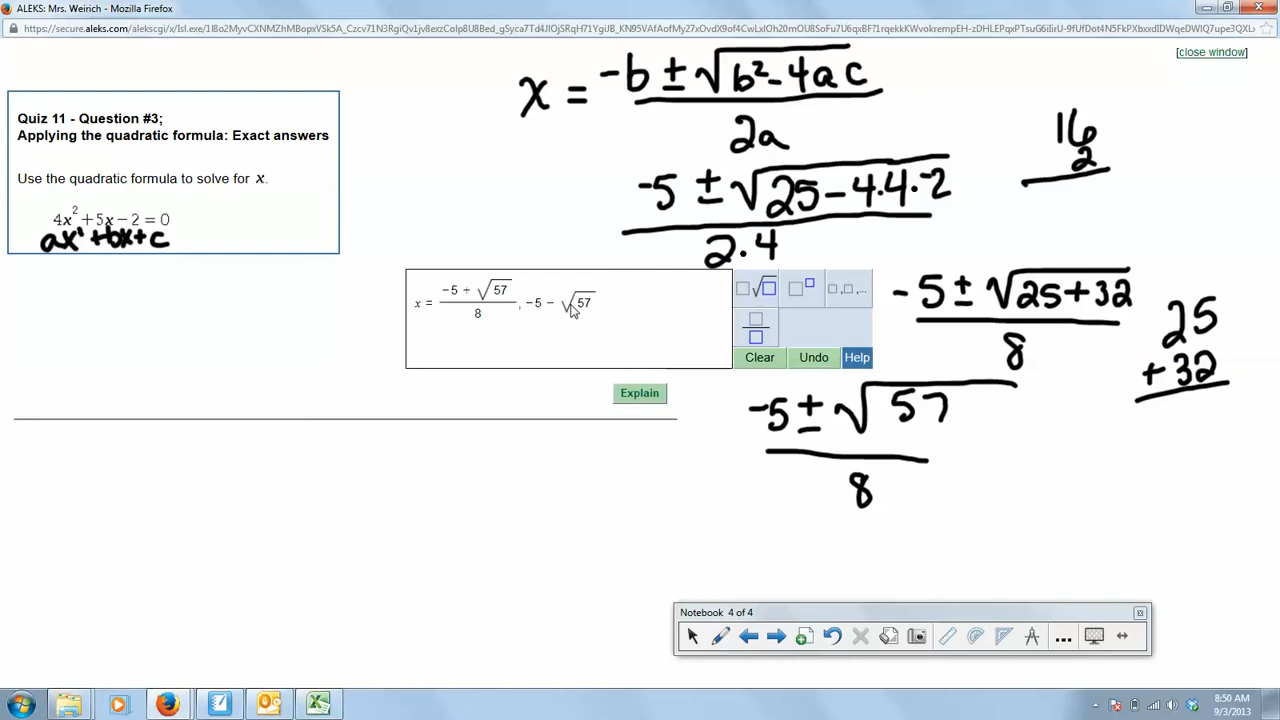 ALEKS: Mrs. Weirich - Mozilla Firefox
(close window)
Quiz 11 - Question #3;
Applying the quadratic formula: Exact answers
Use the quadratic formula to solve for x.
4x² + 5x − 2 = 0
ax² + bx + c
x = (-b ± √(b² - 4ac)) / 2a
16
2
(-5 ± √(25 - 4·4·-2)) / 2·4
x = (−5 + √57) / 8 , −5 − √57
Clear Undo Help
Explain
(-5 ± √(25+32)) / 8
25
+32
(-5 ± √57) / 8
Notebook 4 of 4
8:50 AM
9/3/2013